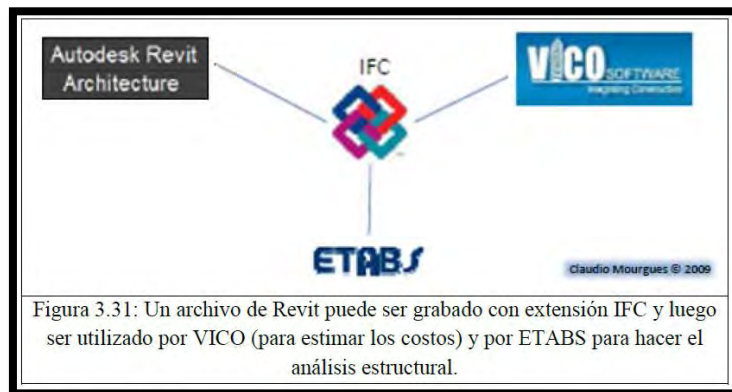 Autodesk Revit
Architecture
IFC
VICO SOFTWARE
Integrating Construction
ETABS
Claudio Mourgues © 2009
Figura 3.31: Un archivo de Revit puede ser grabado con extensión IFC y luego
ser utilizado por VICO (para estimar los costos) y por ETABS para hacer el
análisis estructural.